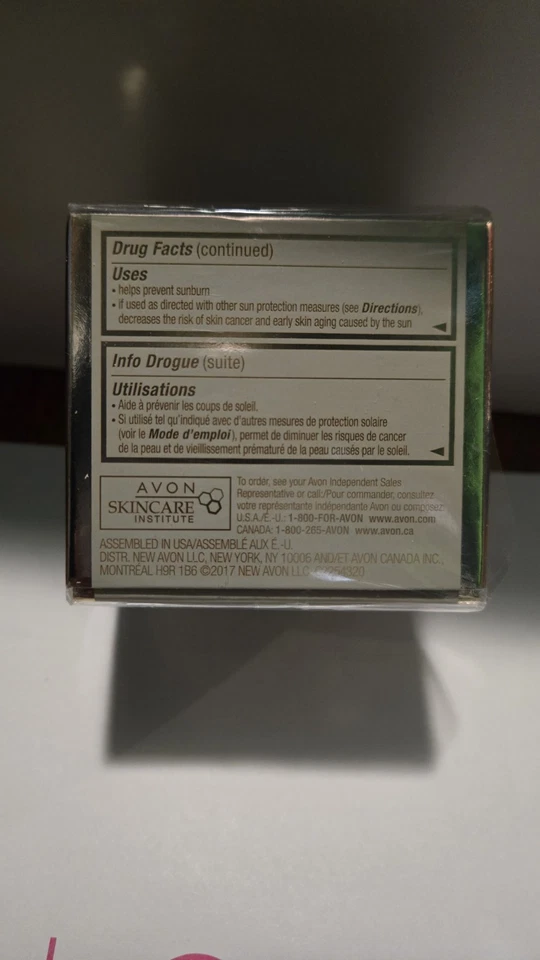 Drug Facts (continued)
Uses
▪ helps prevent sunburn
▪ if used as directed with other sun protection measures (see Directions),
decreases the risk of skin cancer and early skin aging caused by the sun
Info Drogue (suite)
Utilisations
▪ Aide à prévenir les coups de soleil.
▪ Si utilisé tel qu'indiqué avec d'autres mesures de protection solaire
(voir le Mode d'emploi), permet de diminuer les risques de cancer
de la peau et de vieillissement prématuré de la peau causés par le soleil.
AVON
SKINCARE
INSTITUTE
To order, see your Avon Independent Sales
Representative or call:/Pour commander, consultez
votre représentante indépendante Avon ou composez:
U.S.A./É.-U.: 1-800-FOR-AVON www.avon.com
CANADA: 1-800-265-AVON www.avon.ca
ASSEMBLED IN USA/ASSEMBLÉ AUX É.-U.
DISTR. NEW AVON LLC, NEW YORK, NY 10006 AND/ET AVON CANADA INC.,
MONTRÉAL H9R 1B6 ©2017 NEW AVON LLC